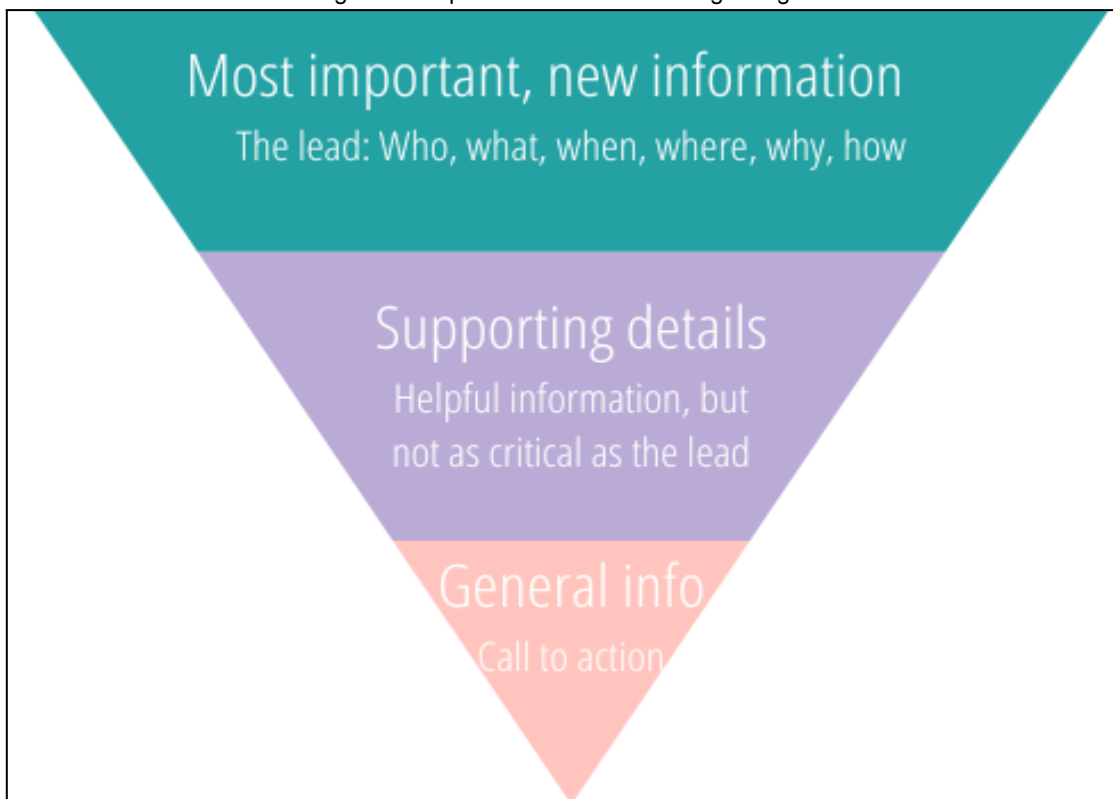 Most important, new information
The lead: Who, what, when, where, why, how
Supporting details
Helpful information, but
not as critical as the lead
General info
Call to action